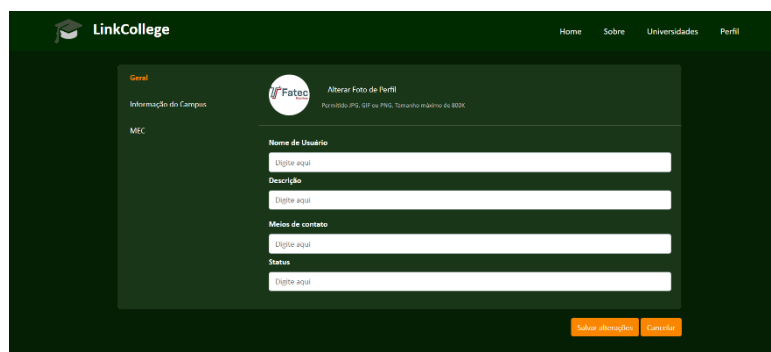 LinkCollege
Home Sobre Universidades Perfil
Geral
Informação do Campus
MEC
Fatec
Alterar Foto de Perfil
Permitido JPG, GIF ou PNG. Tamanho máximo de 800K
Nome de Usuário
Digite aqui
Descrição
Digite aqui
Meios de contato
Digite aqui
Status
Digite aqui
Salvar alterações Cancelar